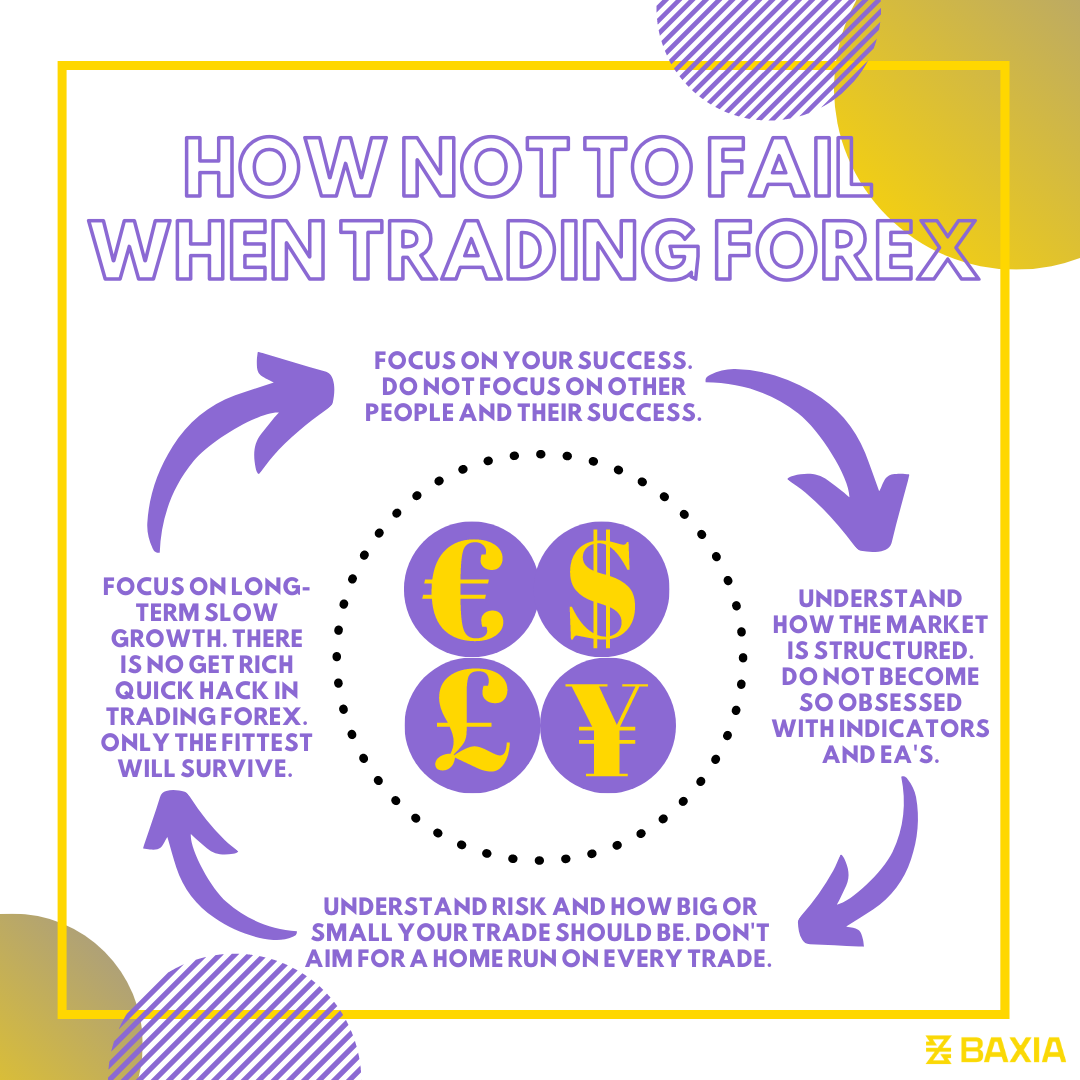 HOW NOT TO FAIL
WHEN TRADING FOREX
FOCUS ON YOUR SUCCESS.
DO NOT FOCUS ON OTHER
PEOPLE AND THEIR SUCCESS.
UNDERSTAND
HOW THE MARKET
IS STRUCTURED.
DO NOT BECOME
SO OBSESSED
WITH INDICATORS
AND EA'S.
UNDERSTAND RISK AND HOW BIG OR
SMALL YOUR TRADE SHOULD BE. DON'T
AIM FOR A HOME RUN ON EVERY TRADE.
FOCUS ON LONG-
TERM SLOW
GROWTH. THERE
IS NO GET RICH
QUICK HACK IN
TRADING FOREX.
ONLY THE FITTEST
WILL SURVIVE.
€ $
£ ¥
BAXIA